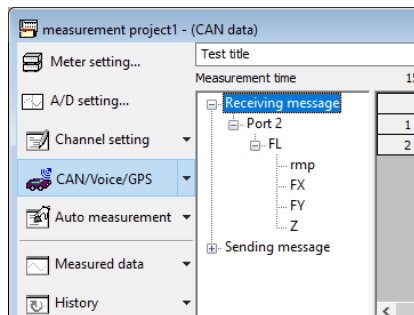 measurement project1 - (CAN data)
Meter setting...
A/D setting...
Channel setting
CAN/Voice/GPS
Auto measurement
Measured data
History
Test title
Measurement time 15
Receiving message
Port 2
FL
rmp
FX
FY
Z
Sending message
1
2